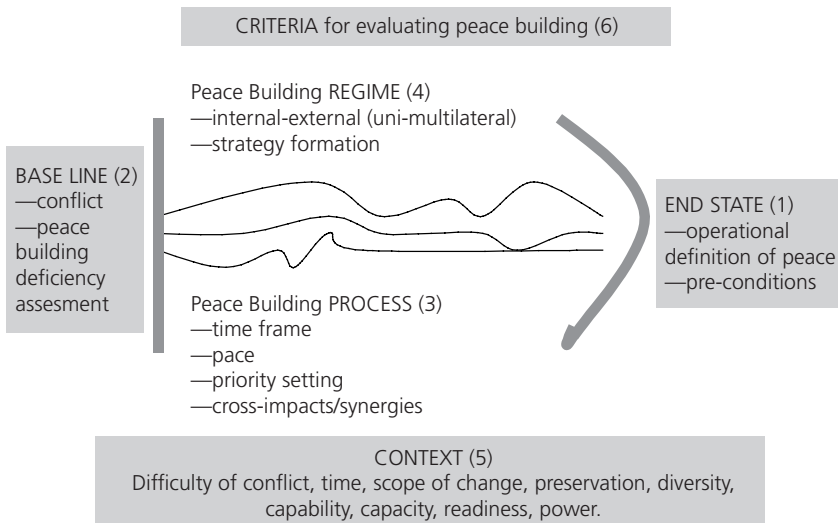 CRITERIA for evaluating peace building (6)
Peace Building REGIME (4)
—internal-external (uni-multilateral)
—strategy formation
BASE LINE (2)
—conflict
—peace
building
deficiency
assesment
END STATE (1)
—operational
definition of peace
—pre-conditions
Peace Building PROCESS (3)
—time frame
—pace
—priority setting
—cross-impacts/synergies
CONTEXT (5)
Difficulty of conflict, time, scope of change, preservation, diversity,
capability, capacity, readiness, power.